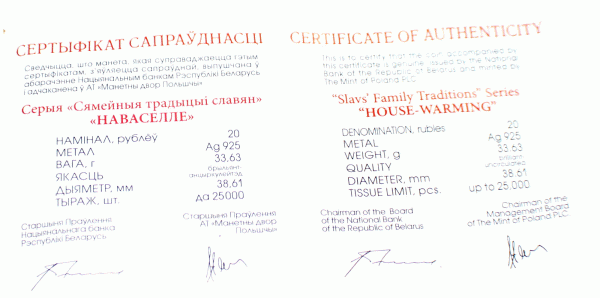 СЕРТЫФІКАТ САПРАЎДНАСЦІ
Сведчыцца, што манета, якая суправаджаецца гэтым
сертыфікатам, з'яўляецца сапраўднай, выпушчана ў
абарачэнне Нацыянальным банкам Рэспублікі Беларусь
і адчаканена ў АТ «Манетны двор Польшчы»
Серыя «Сямейныя традыцыі славян»
«НАВАСЕЛЛЕ»
НАМІНАЛ, рублёў 20
МЕТАЛ Ag 925
ВАГА, г 33,63
ЯКАСЦЬ брыльянт-
анцыркулейтэд
ДЫЯМЕТР, мм 38,61
ТЫРАЖ, шт. да 25000
Старшыня Праўлення
Нацыянальнага банка
Рэспублікі Беларусь
Старшыня Праўлення
АТ «Манетны двор
Польшчы»
CERTIFICATE OF AUTHENTICITY
This is to certify that the coin accompanied by
this certificate is genuine issued by the National
Bank of the Republic of Belarus and minted by
The Mint of Poland PLC.
"Slavs' Family Traditions" Series
"HOUSE-WARMING"
DENOMINATION, rubles 20
METAL Ag 925
WEIGHT, g 33,63
QUALITY brilliant
uncirculated
DIAMETER, mm 38,61
TISSUE LIMIT, pcs. up to 25,000
Chairman of the Board
of the National Bank
of the Republic of Belarus
Chairman of the
Management Board
of The Mint of Poland PLC.